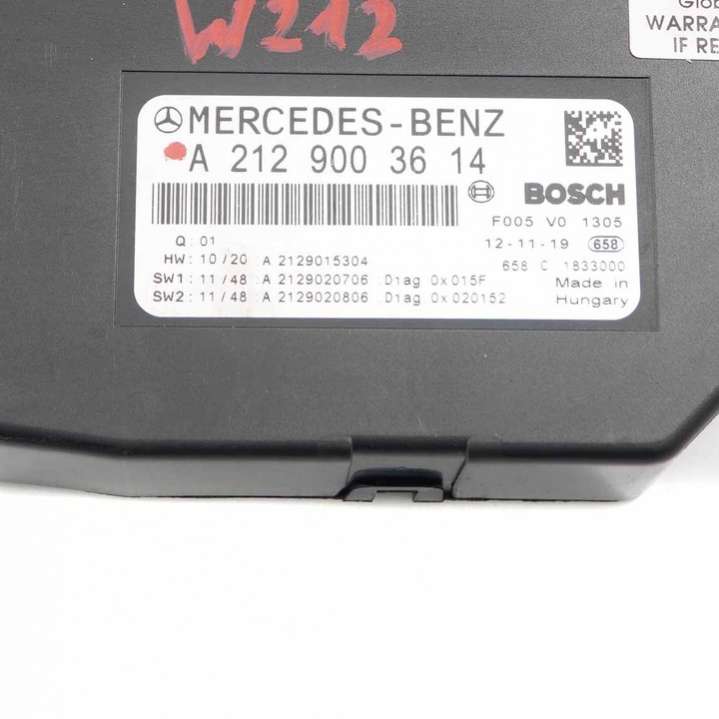 W212
Glob
WARRA
IF RE
MERCEDES-BENZ
A 212 900 36 14
BOSCH
F005 V0 1305
Q: 01
12-11-19 658
HW: 10/20 :A 2129015304
658 C 1833000
SW1: 11/48 :A 2129020706 .Diag 0x015F
Made in
SW2: 11/48 :A 2129020806 .Diag 0x020152
Hungary